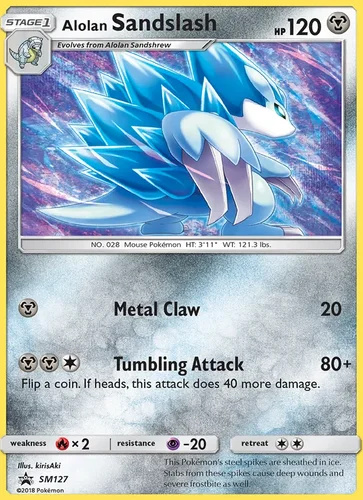 STAGE 1
Alolan Sandslash
HP 120
Evolves from Alolan Sandshrew
NO. 028 Mouse Pokémon HT: 3'11" WT: 121.3 lbs.
Metal Claw 20
Tumbling Attack 80+
Flip a coin. If heads, this attack does 40 more damage.
weakness × 2 resistance -20 retreat
Illus. kirisAki
SM127
©2018 Pokémon
This Pokémon's steel spikes are sheathed in ice.
Stabs from these spikes cause deep wounds and
severe frostbite as well.